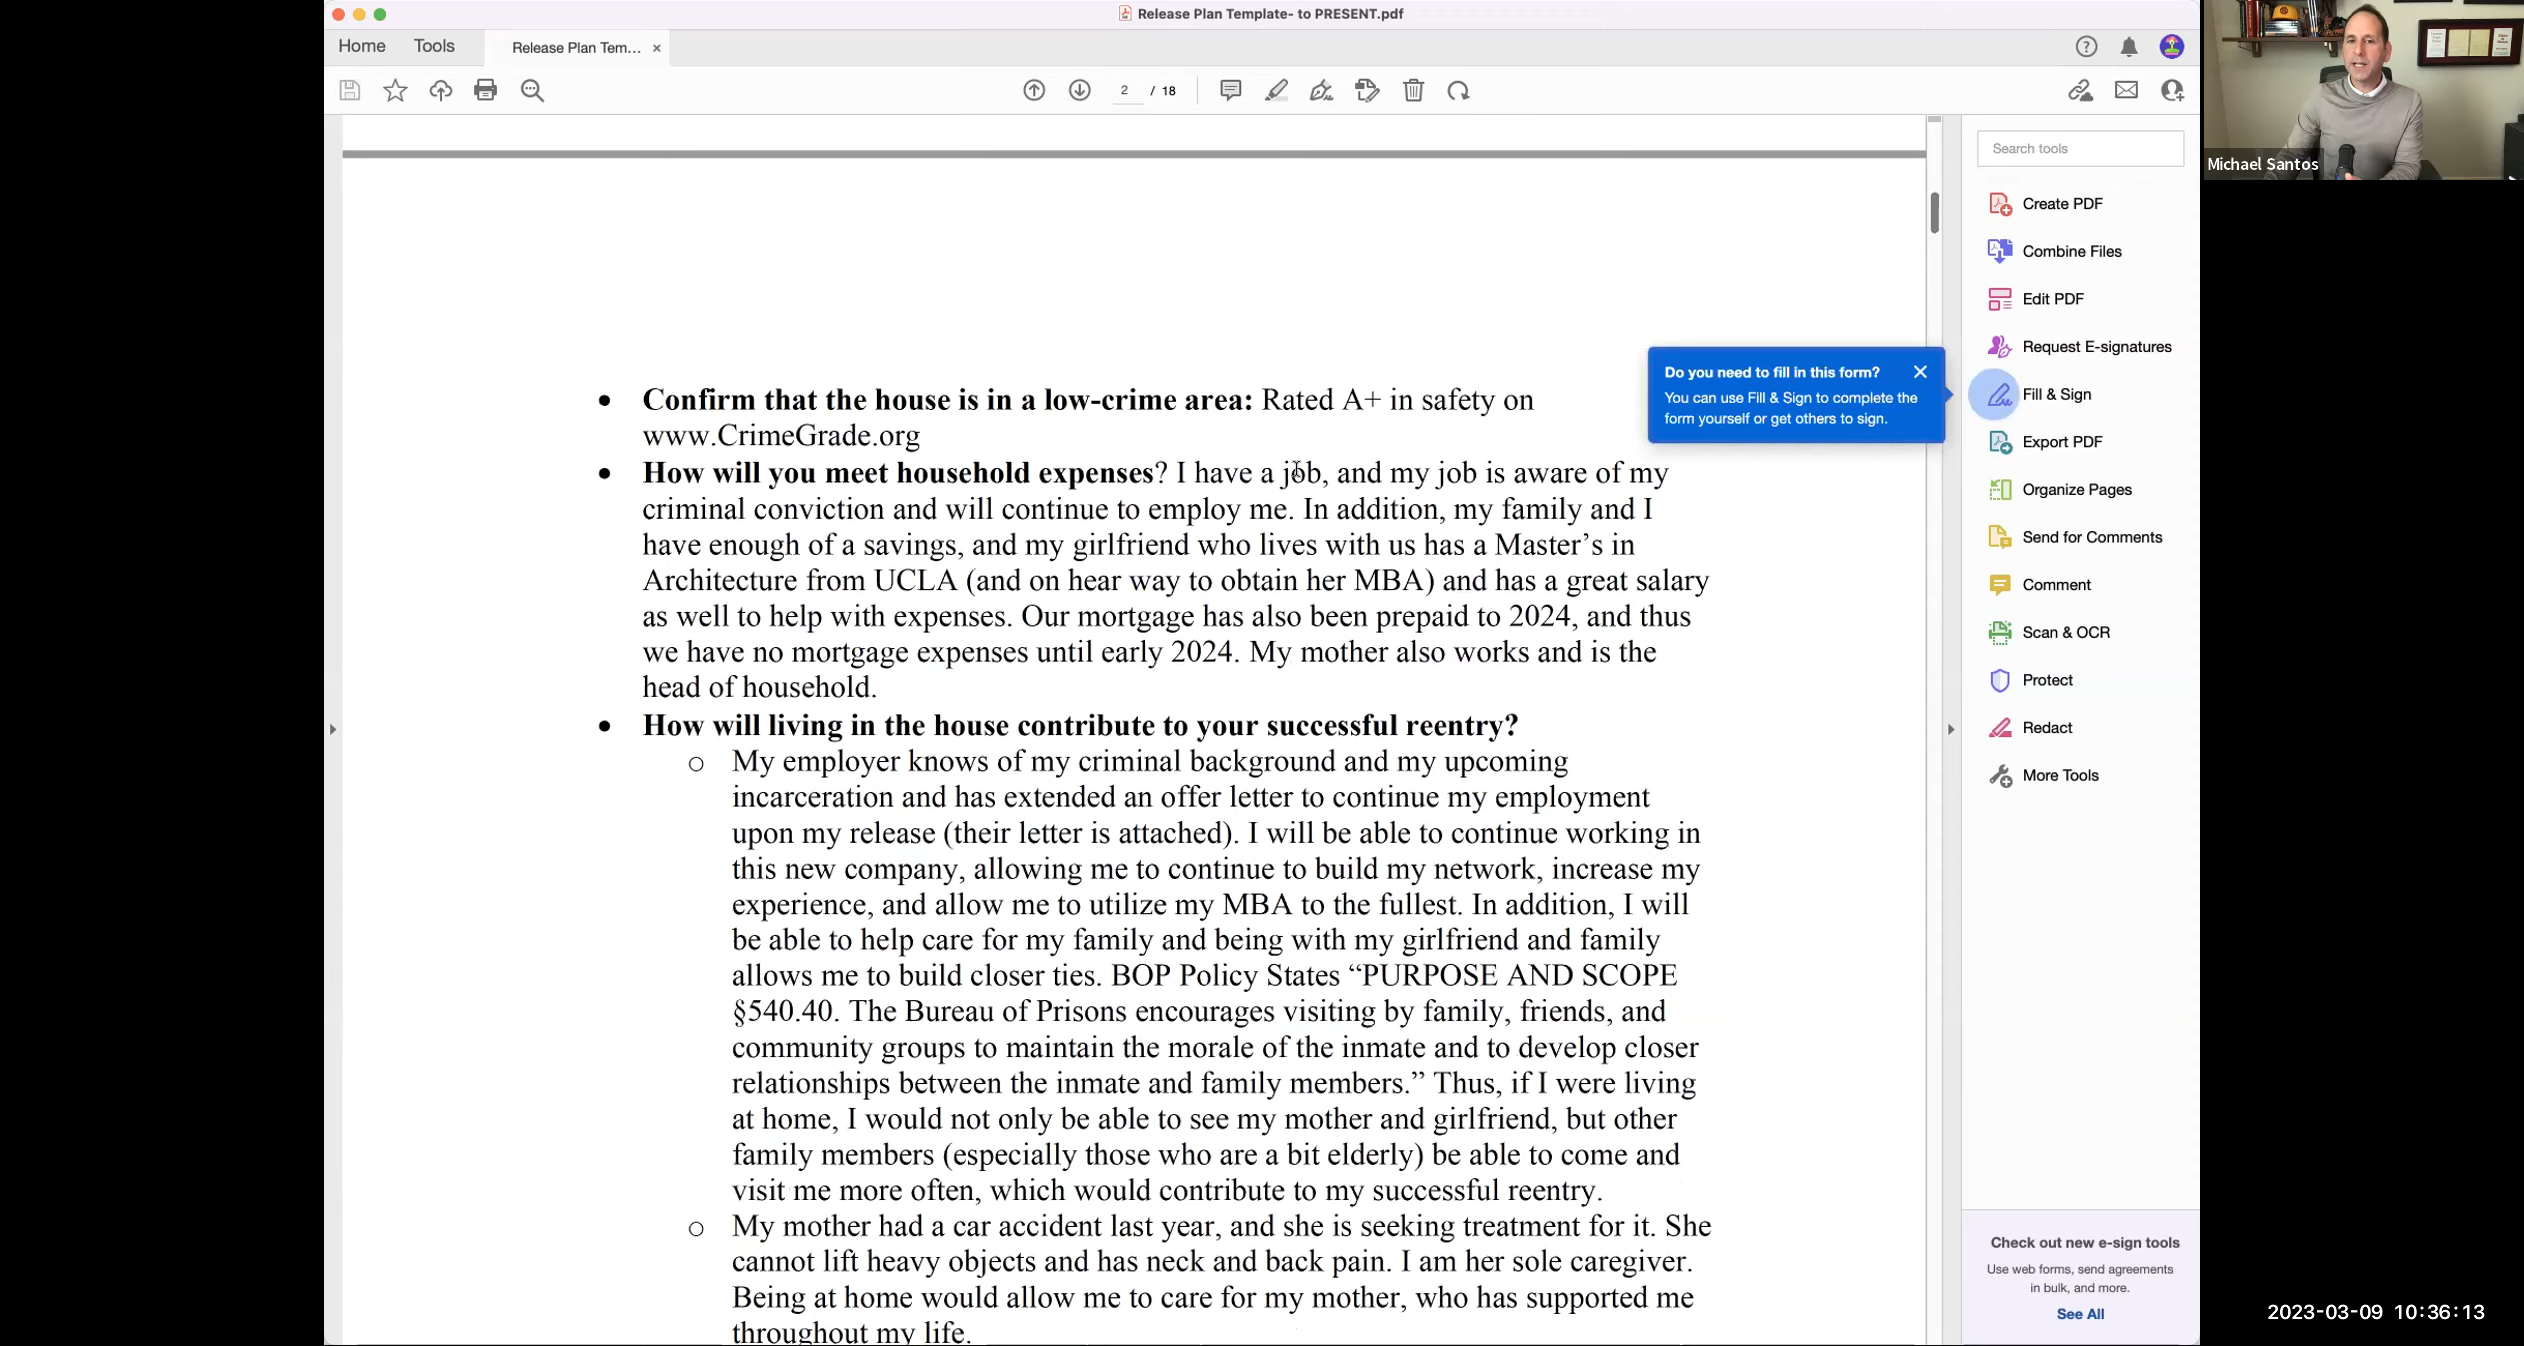 Release Plan Template- to PRESENT.pdf
Home Tools Release Plan Tem... ×
2 / 18
Michael Santos
Search tools
Create PDF
Combine Files
Edit PDF
Request E-signatures
Fill & Sign
Export PDF
Organize Pages
Send for Comments
Comment
Scan & OCR
Protect
Redact
More Tools
Do you need to fill in this form?
You can use Fill & Sign to complete the
form yourself or get others to sign.
• Confirm that the house is in a low-crime area: Rated A+ in safety on
www.CrimeGrade.org
• How will you meet household expenses? I have a job, and my job is aware of my
criminal conviction and will continue to employ me. In addition, my family and I
have enough of a savings, and my girlfriend who lives with us has a Master’s in
Architecture from UCLA (and on hear way to obtain her MBA) and has a great salary
as well to help with expenses. Our mortgage has also been prepaid to 2024, and thus
we have no mortgage expenses until early 2024. My mother also works and is the
head of household.
• How will living in the house contribute to your successful reentry?
o My employer knows of my criminal background and my upcoming
incarceration and has extended an offer letter to continue my employment
upon my release (their letter is attached). I will be able to continue working in
this new company, allowing me to continue to build my network, increase my
experience, and allow me to utilize my MBA to the fullest. In addition, I will
be able to help care for my family and being with my girlfriend and family
allows me to build closer ties. BOP Policy States “PURPOSE AND SCOPE
§540.40. The Bureau of Prisons encourages visiting by family, friends, and
community groups to maintain the morale of the inmate and to develop closer
relationships between the inmate and family members.” Thus, if I were living
at home, I would not only be able to see my mother and girlfriend, but other
family members (especially those who are a bit elderly) be able to come and
visit me more often, which would contribute to my successful reentry.
o My mother had a car accident last year, and she is seeking treatment for it. She
cannot lift heavy objects and has neck and back pain. I am her sole caregiver.
Being at home would allow me to care for my mother, who has supported me
throughout my life.
Check out new e-sign tools
Use web forms, send agreements
in bulk, and more.
See All
2023-03-09 10:36:13